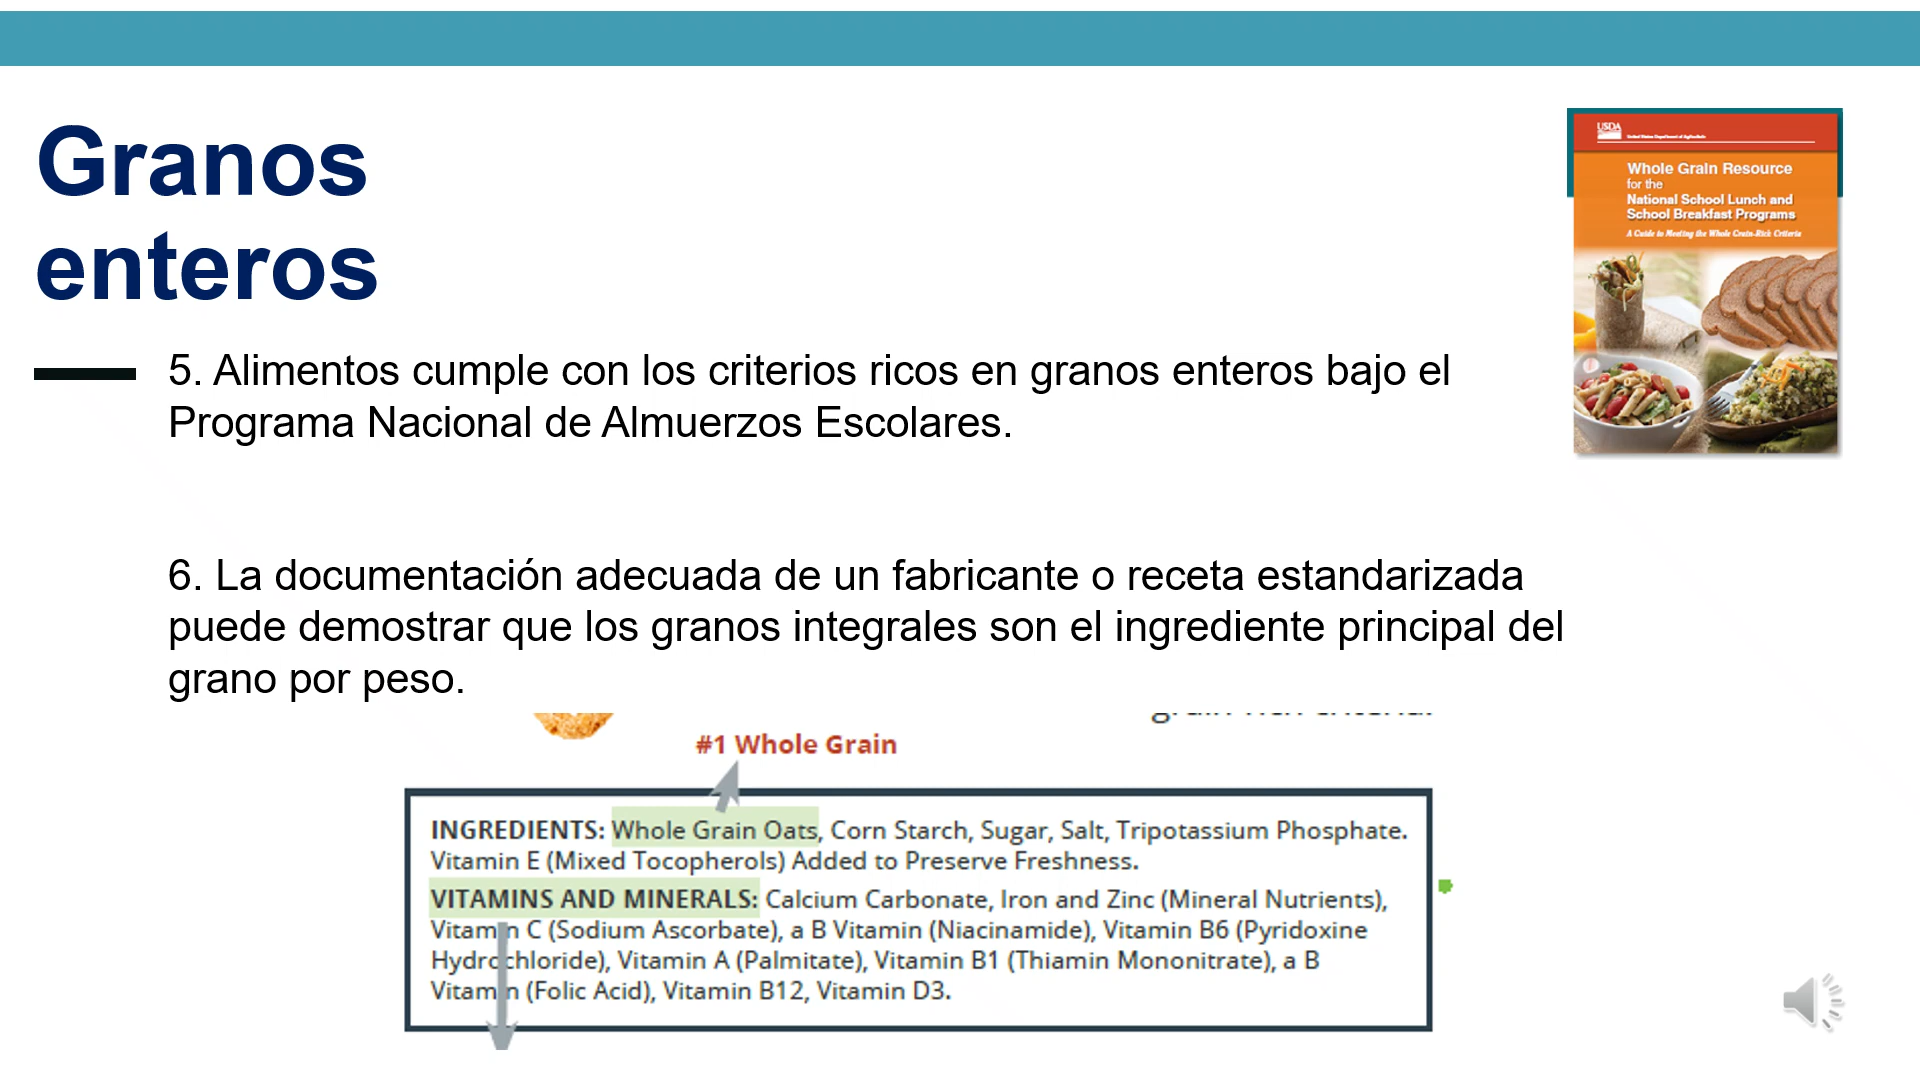 Granos
enteros
USDA
United States Department of Agriculture
Whole Grain Resource
for the
National School Lunch and
School Breakfast Programs
A Guide to Meeting the Whole Grain-Rich Criteria
5. Alimentos cumple con los criterios ricos en granos enteros bajo el
Programa Nacional de Almuerzos Escolares.
6. La documentación adecuada de un fabricante o receta estandarizada
puede demostrar que los granos integrales son el ingrediente principal del
grano por peso.
#1 Whole Grain
INGREDIENTS: Whole Grain Oats, Corn Starch, Sugar, Salt, Tripotassium Phosphate.
Vitamin E (Mixed Tocopherols) Added to Preserve Freshness.
VITAMINS AND MINERALS: Calcium Carbonate, Iron and Zinc (Mineral Nutrients),
Vitamin C (Sodium Ascorbate), a B Vitamin (Niacinamide), Vitamin B6 (Pyridoxine
Hydrochloride), Vitamin A (Palmitate), Vitamin B1 (Thiamin Mononitrate), a B
Vitamin (Folic Acid), Vitamin B12, Vitamin D3.